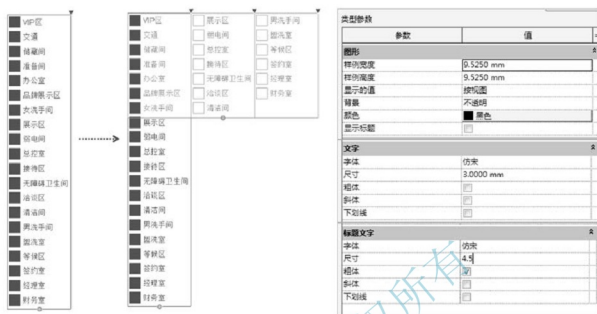 VIP区
交通
储藏间
准备间
办公室
品牌展示区
女洗手间
展示区
弱电间
总控室
接待区
无障碍卫生间
洽谈区
清洁间
男洗手间
盥洗室
等候区
签约室
经理室
财务室
VIP区 展示区 男洗手间
交通 弱电间 盥洗室
储藏间 总控室 等候区
准备间 接待区 签约室
办公室 无障碍卫生间 经理室
品牌展示区 洽谈区 财务室
女洗手间 清洁间
展示区
弱电间
总控室
接待区
无障碍卫生间
洽谈区
清洁间
男洗手间
盥洗室
等候区
签约室
经理室
财务室
类型参数
参数 值
图形
样例宽度 9.5250 mm
样例高度 9.5250 mm
显示的值 按视图
背景 不透明
颜色 黑色
显示标题
文字
字体 仿宋
尺寸 3.0000 mm
粗体
斜体
下划线
标题文字
字体 仿宋
尺寸 4.5
粗体
斜体
下划线
所有